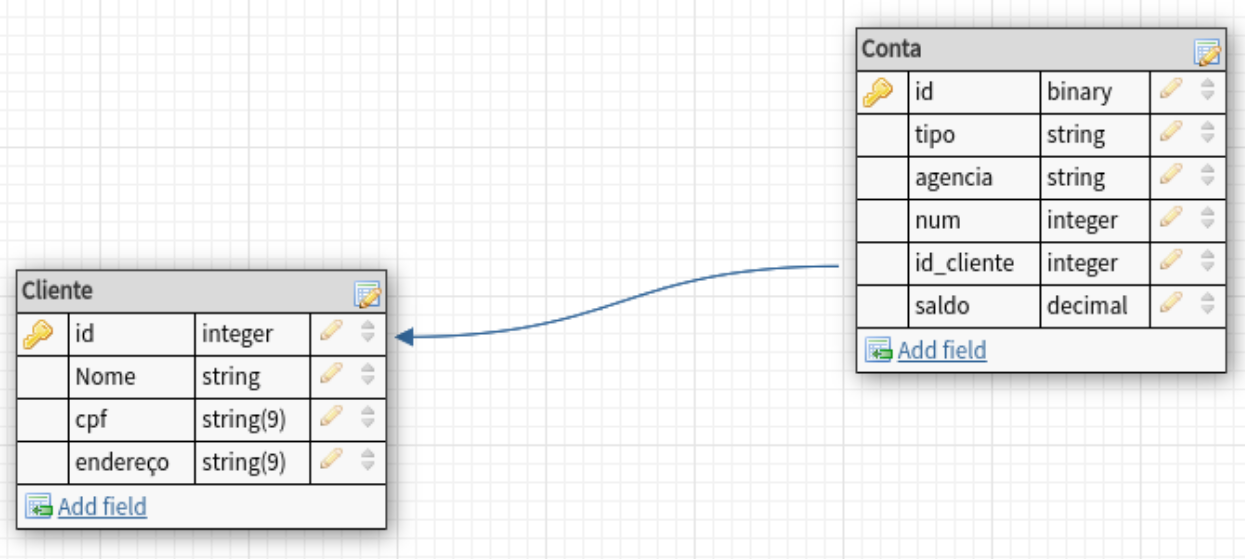 Conta
id binary
tipo string
agencia string
num integer
id_cliente integer
saldo decimal
Add field
Cliente
id integer
Nome string
cpf string(9)
endereço string(9)
Add field